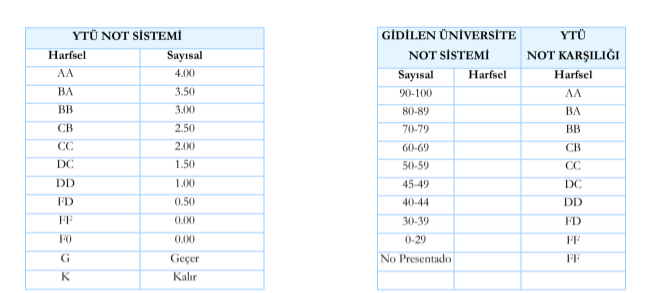 YTÜ NOT SİSTEMİ
Harfsel Sayısal
AA 4.00
BA 3.50
BB 3.00
CB 2.50
CC 2.00
DC 1.50
DD 1.00
FD 0.50
FF 0.00
F0 0.00
G Geçer
K Kalır
GİDİLEN ÜNİVERSİTE NOT SİSTEMİ
YTÜ NOT KARŞILIĞI
Sayısal Harfsel Harfsel
90-100 AA
80-89 BA
70-79 BB
60-69 CB
50-59 CC
45-49 DC
40-44 DD
30-39 FD
0-29 FF
No Presentado FF